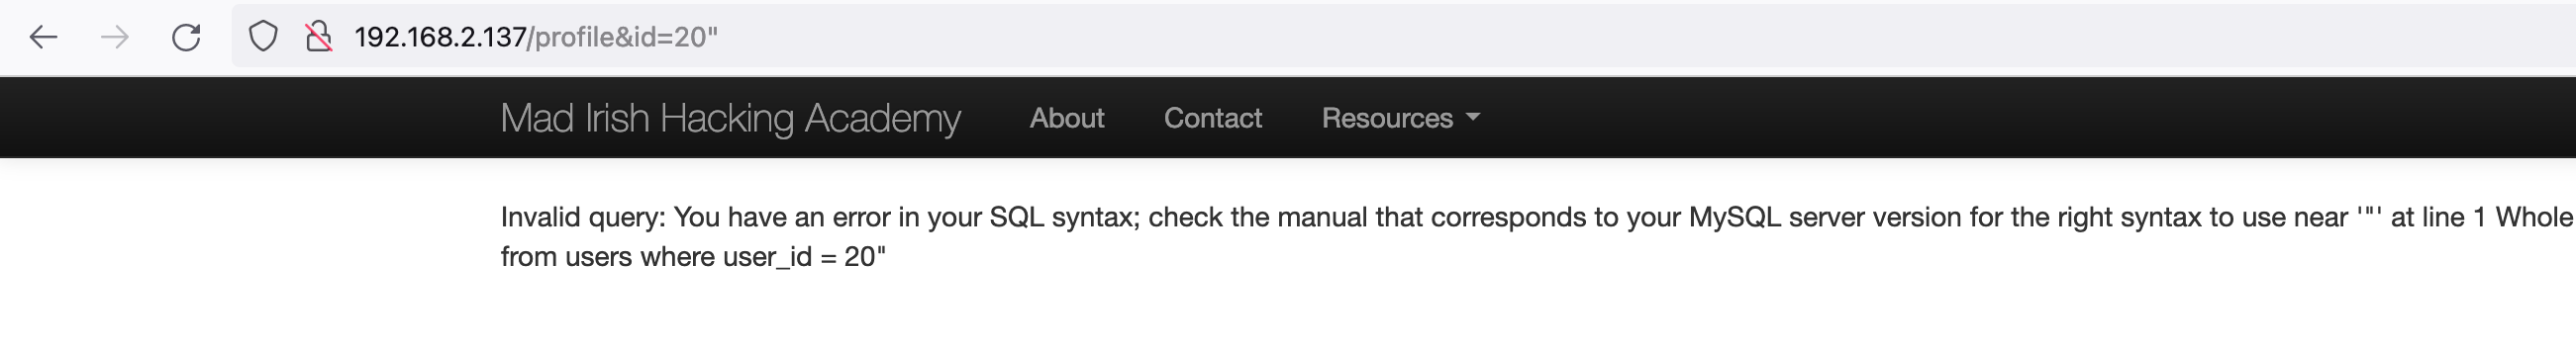 192.168.2.137/profile&id=20"
Mad Irish Hacking Academy About Contact Resources
Invalid query: You have an error in your SQL syntax; check the manual that corresponds to your MySQL server version for the right syntax to use near '"' at line 1 Whole
from users where user_id = 20"